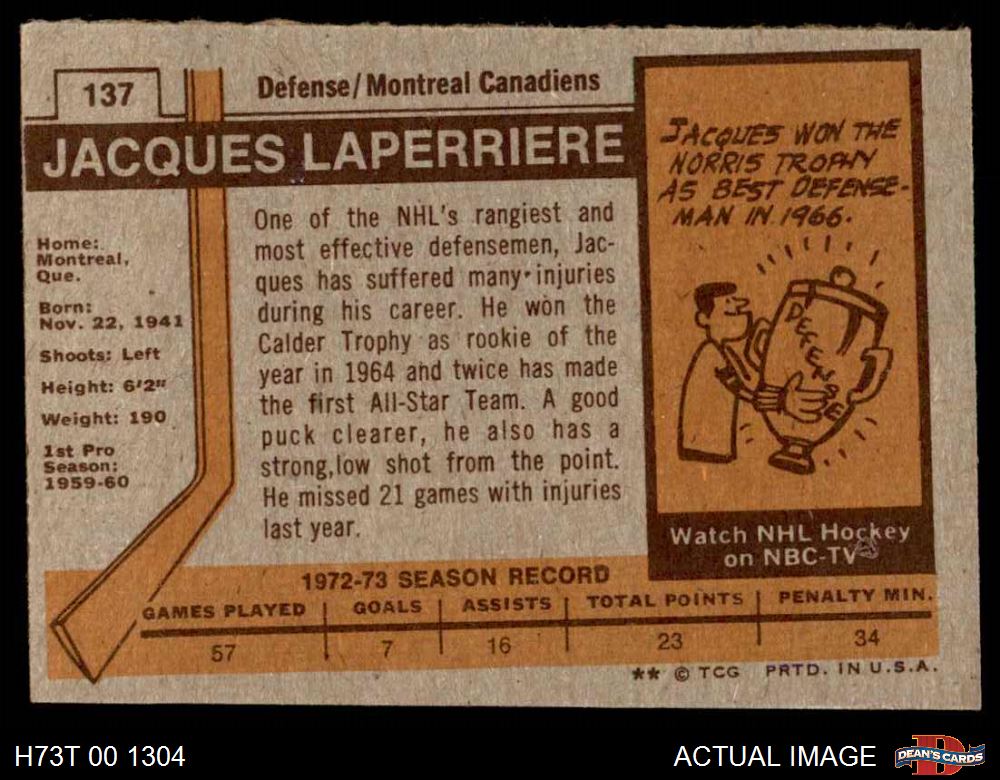 137
Defense/Montreal Canadiens
JACQUES LAPERRIERE
Home:
Montreal,
Que.
Born:
Nov. 22, 1941
Shoots: Left
Height: 6'2"
Weight: 190
1st Pro
Season:
1959-60
One of the NHL's rangiest and
most effective defensemen, Jac-
ques has suffered many injuries
during his career. He won the
Calder Trophy as rookie of the
year in 1964 and twice has made
the first All-Star Team. A good
puck clearer, he also has a
strong,low shot from the point.
He missed 21 games with injuries
last year.
JACQUES WON THE
NORRIS TROPHY
AS BEST DEFENSE-
MAN IN 1966.
DEFENSE
Watch NHL Hockey
on NBC-TV
1972-73 SEASON RECORD
GAMES PLAYED GOALS ASSISTS TOTAL POINTS PENALTY MIN.
57 7 16 23 34
** © TCG PRTD. IN U.S.A.
H73T 00 1304
ACTUAL IMAGE
D
DEAN'S CARDS